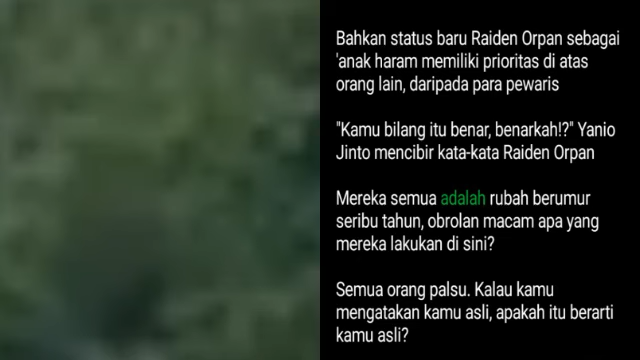 Bahkan status baru Raiden Orpan sebagai
'anak haram memiliki prioritas di atas
orang lain, daripada para pewaris
"Kamu bilang itu benar, benarkah!?" Yanio
Jinto mencibir kata-kata Raiden Orpan
Mereka semua adalah rubah berumur
seribu tahun, obrolan macam apa yang
mereka lakukan di sini?
Semua orang palsu. Kalau kamu
mengatakan kamu asli, apakah itu berarti
kamu asli?